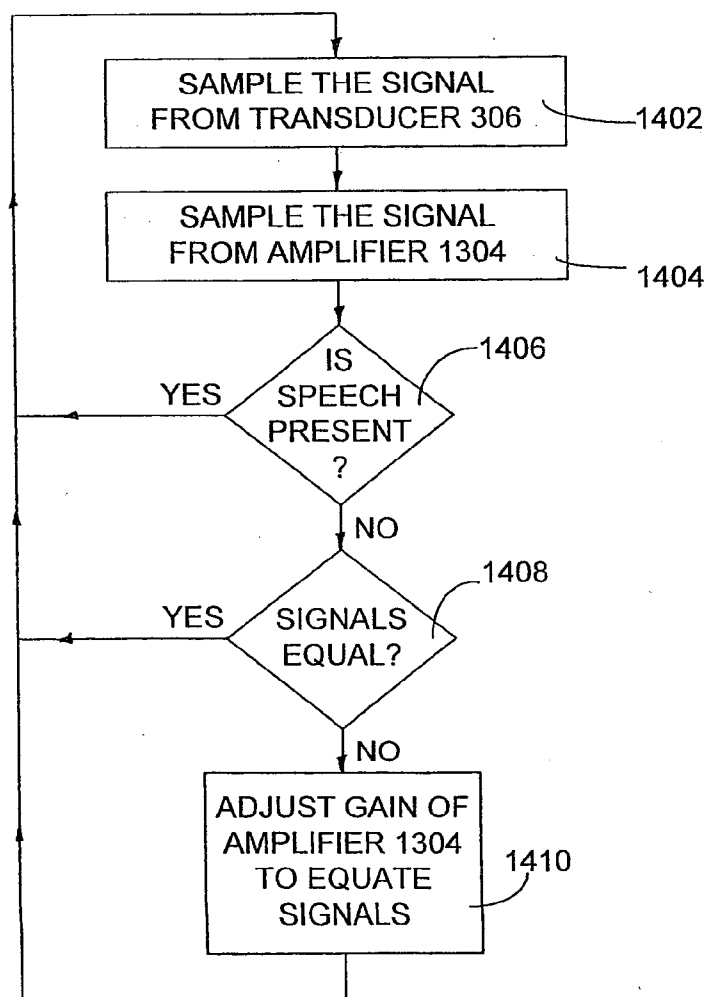 SAMPLE THE SIGNAL
FROM TRANSDUCER 306
1402
SAMPLE THE SIGNAL
FROM AMPLIFIER 1304
1404
IS
SPEECH
PRESENT
?
1406
YES
NO
SIGNALS
EQUAL?
1408
YES
NO
ADJUST GAIN OF
AMPLIFIER 1304
TO EQUATE
SIGNALS
1410